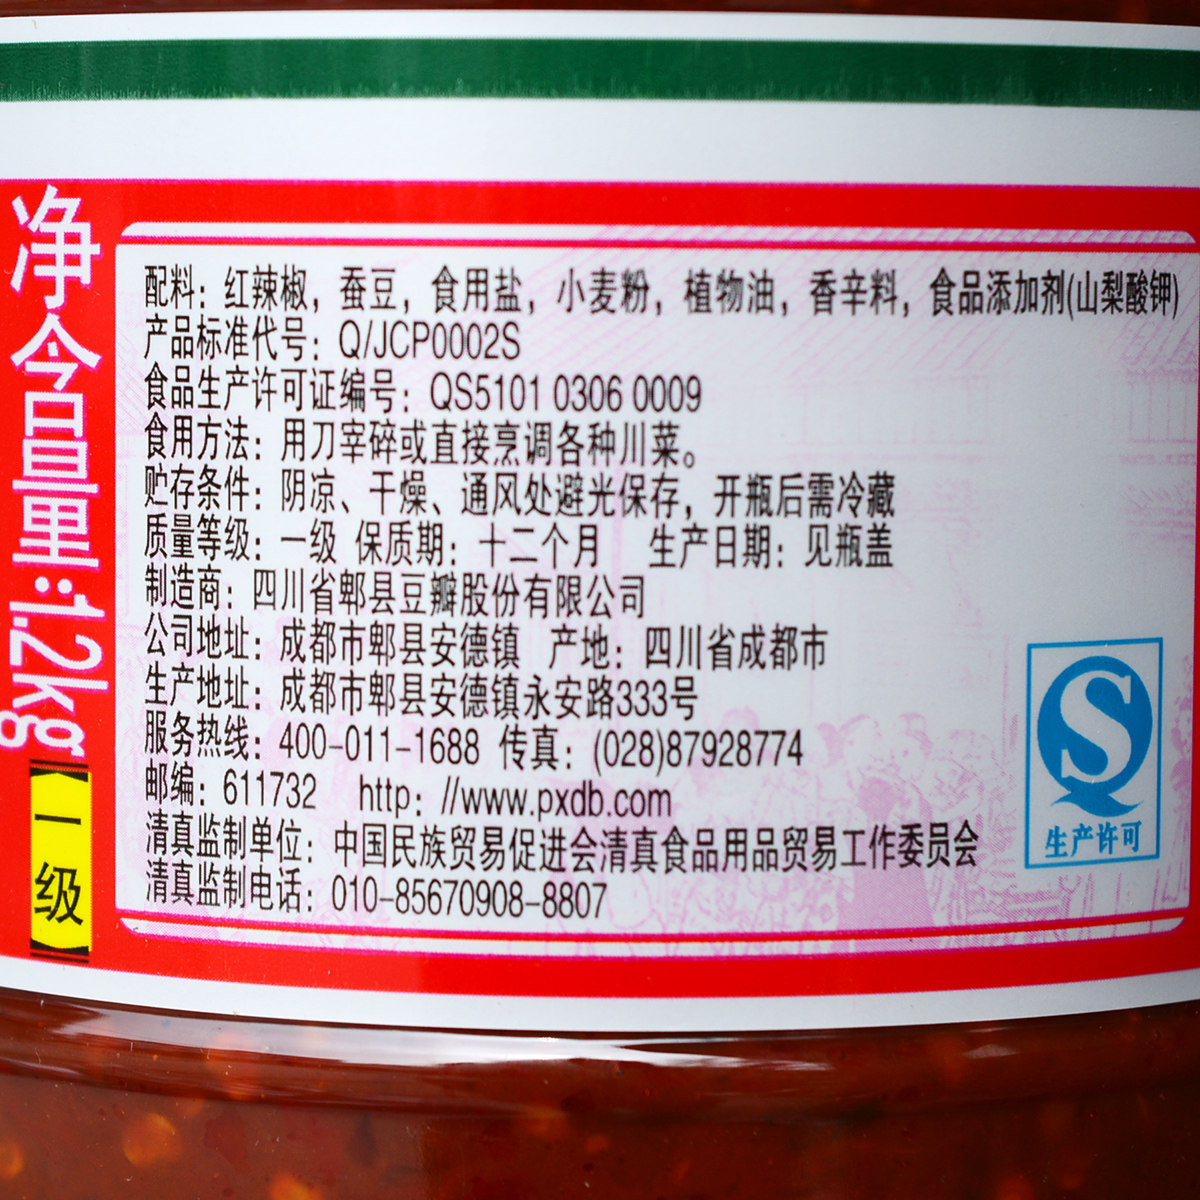 净含量:1.2kg
【一级】
配料：红辣椒，蚕豆，食用盐，小麦粉，植物油，香辛料，食品添加剂(山梨酸钾)
产品标准代号：Q/JCP0002S
食品生产许可证编号：QS5101 0306 0009
食用方法：用刀宰碎或直接烹调各种川菜。
贮存条件：阴凉、干燥、通风处避光保存，开瓶后需冷藏
质量等级：一级 保质期：十二个月 生产日期：见瓶盖
制造商：四川省郫县豆瓣股份有限公司
公司地址：成都市郫县安德镇 产地：四川省成都市
生产地址：成都市郫县安德镇永安路333号
服务热线：400-011-1688 传真：(028)87928774
邮编：611732 http：//www.pxdb.com
清真监制单位：中国民族贸易促进会清真食品用品贸易工作委员会
清真监制电话：010-85670908-8807
S
生产许可